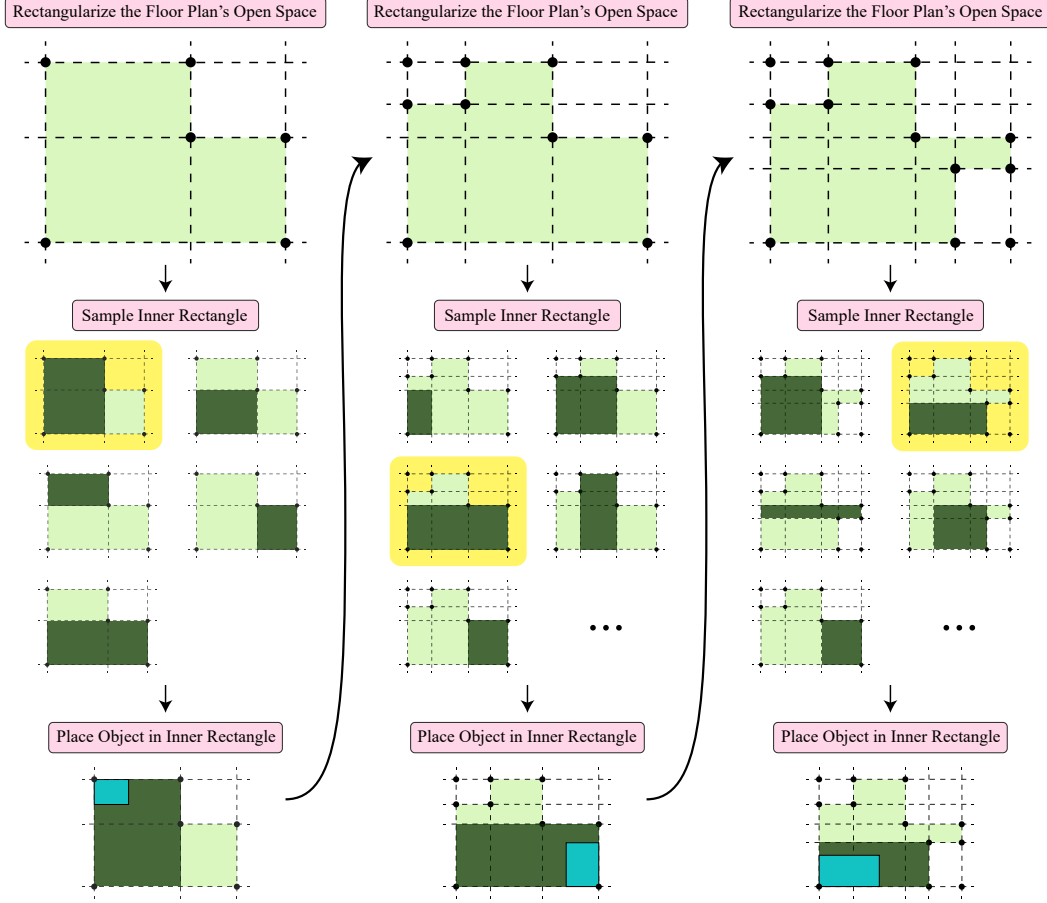 Rectangularize the Floor Plan's Open Space
Rectangularize the Floor Plan's Open Space
Rectangularize the Floor Plan's Open Space
Sample Inner Rectangle
Sample Inner Rectangle
Sample Inner Rectangle
...
...
Place Object in Inner Rectangle
Place Object in Inner Rectangle
Place Object in Inner Rectangle